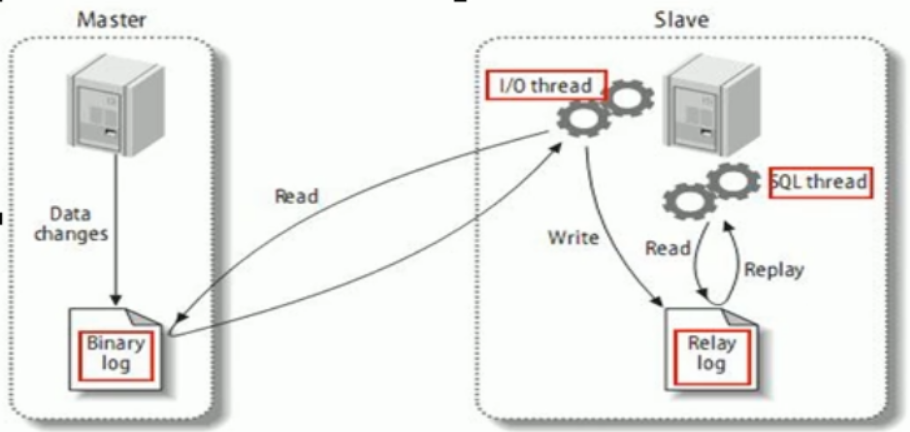 Master
Slave
I/O thread
Read
SQL thread
Data
changes
Write
Read
Replay
Binary
log
Relay
log